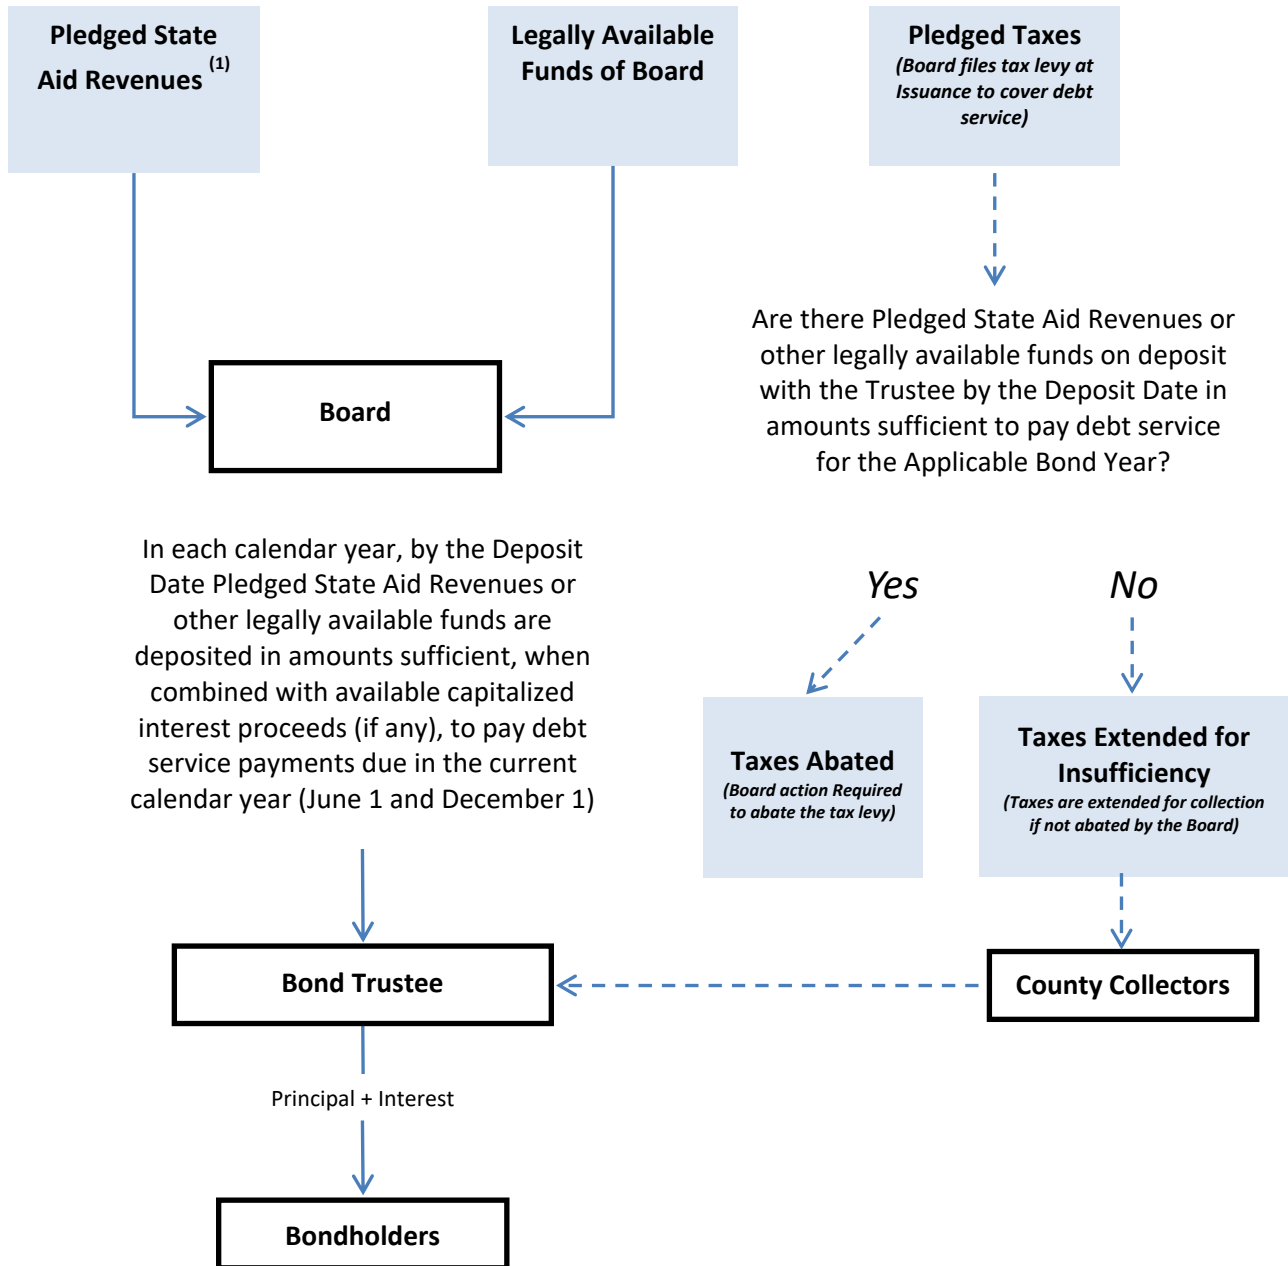 Pledged State
Aid Revenues (1)
Legally Available
Funds of Board
Pledged Taxes
(Board files tax levy at
Issuance to cover debt
service)
Board
Are there Pledged State Aid Revenues or
other legally available funds on deposit
with the Trustee by the Deposit Date in
amounts sufficient to pay debt service
for the Applicable Bond Year?
In each calendar year, by the Deposit
Date Pledged State Aid Revenues or
other legally available funds are
deposited in amounts sufficient, when
combined with available capitalized
interest proceeds (if any), to pay debt
service payments due in the current
calendar year (June 1 and December 1)
Yes
No
Taxes Abated
(Board action Required
to abate the tax levy)
Taxes Extended for
Insufficiency
(Taxes are extended for collection
if not abated by the Board)
Bond Trustee
County Collectors
Principal + Interest
Bondholders